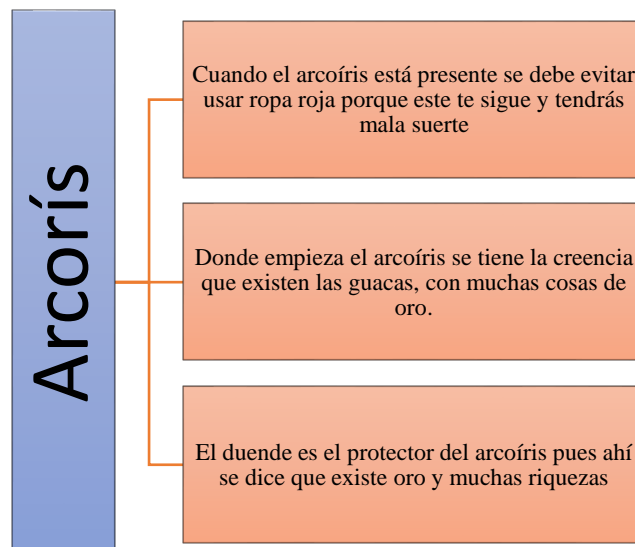 Arcorís
Cuando el arcoíris está presente se debe evitar
usar ropa roja porque este te sigue y tendrás
mala suerte
Donde empieza el arcoíris se tiene la creencia
que existen las guacas, con muchas cosas de
oro.
El duende es el protector del arcoíris pues ahí
se dice que existe oro y muchas riquezas